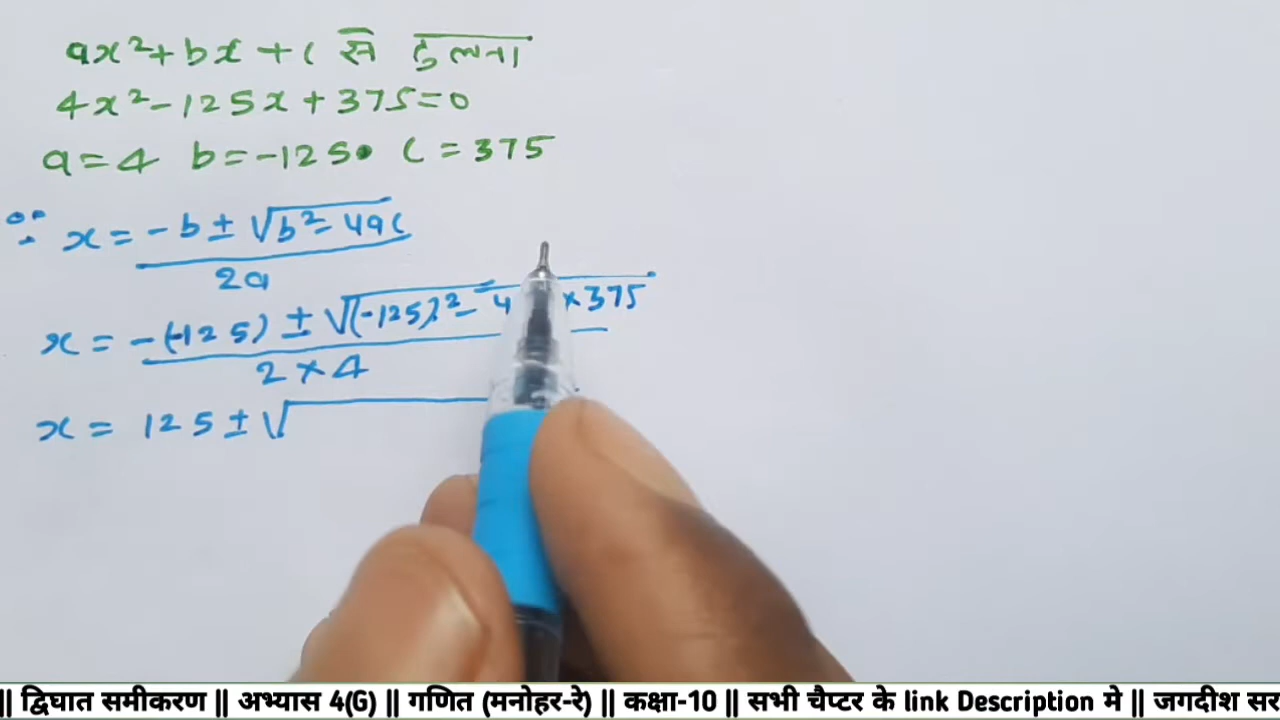 ax²+bx+c से तुलना
4x²-125x+375=0
a=4 b=-125 c=375
∵ x = -b±√b²-4ac
2a
x = -(-125) ± √(-125)²-4 × 375
2×4
x = 125±√
|| द्विघात समीकरण || अभ्यास 4(G) || गणित (मनोहर-रे) || कक्षा-10 || सभी चैप्टर के link Description मे || जगदीश सर